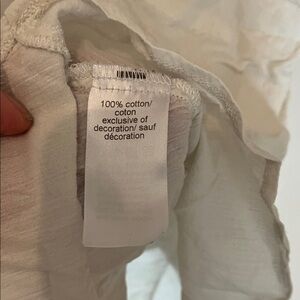 100% cotton/
coton
exclusive of
decoration/ sauf
décoration